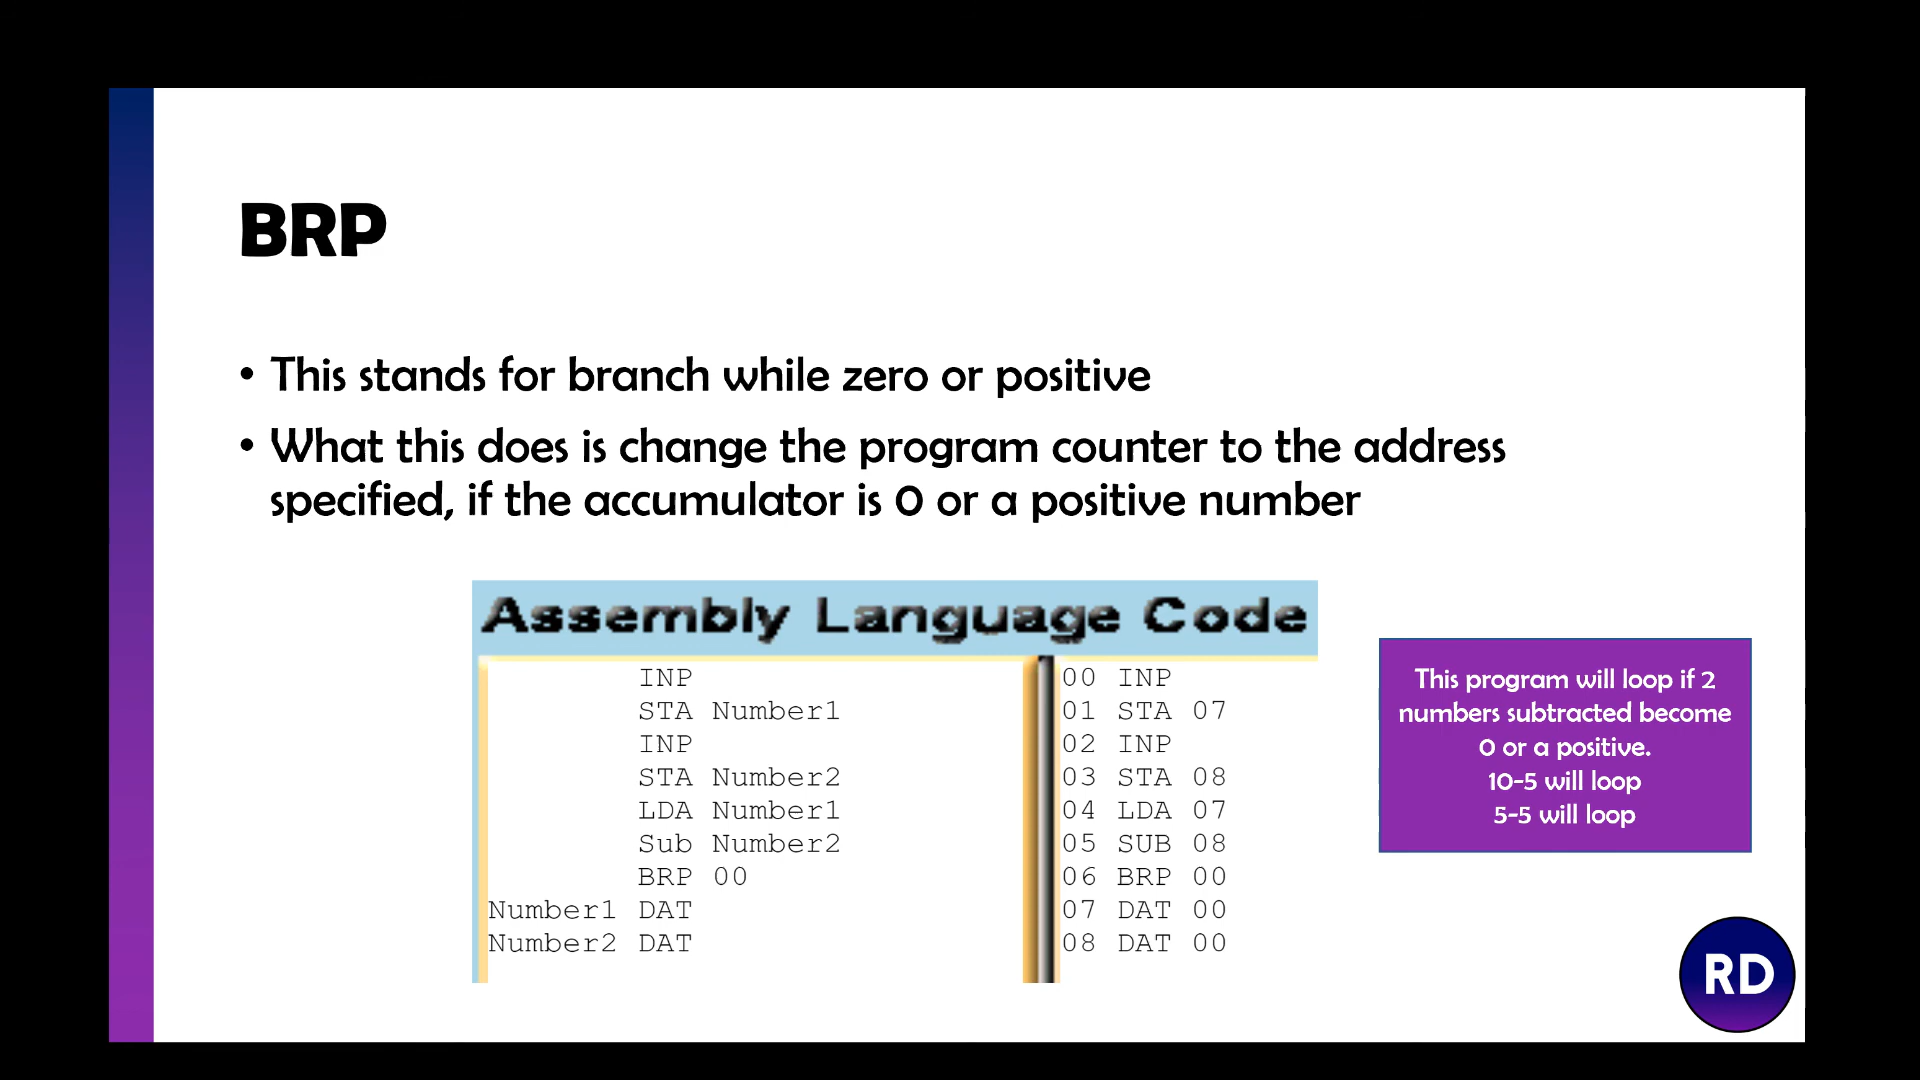 BRP
• This stands for branch while zero or positive
• What this does is change the program counter to the address
specified, if the accumulator is 0 or a positive number
Assembly Language Code
INP
STA Number1
INP
STA Number2
LDA Number1
Sub Number2
BRP 00
Number1 DAT
Number2 DAT
00 INP
01 STA 07
02 INP
03 STA 08
04 LDA 07
05 SUB 08
06 BRP 00
07 DAT 00
08 DAT 00
This program will loop if 2
numbers subtracted become
0 or a positive.
10-5 will loop
5-5 will loop
RD